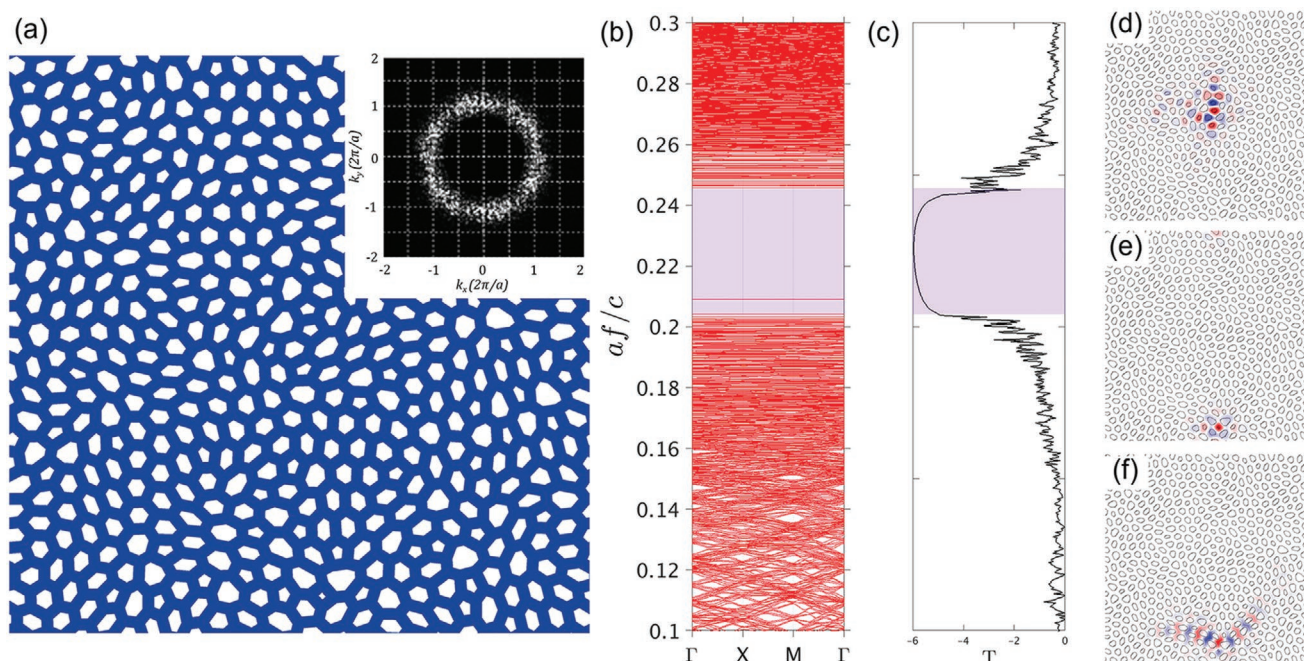 (a)
2
1
0
-1
-2
k_y(2π/a)
-2 -1 0 1 2
k_x(2π/a)
(b)
0.3
0.28
0.26
0.24
0.22
0.2
0.18
0.16
0.14
0.12
0.1
af/c
Γ X M Γ
(c)
-6 -4 -2 0
T
(d)
(e)
(f)